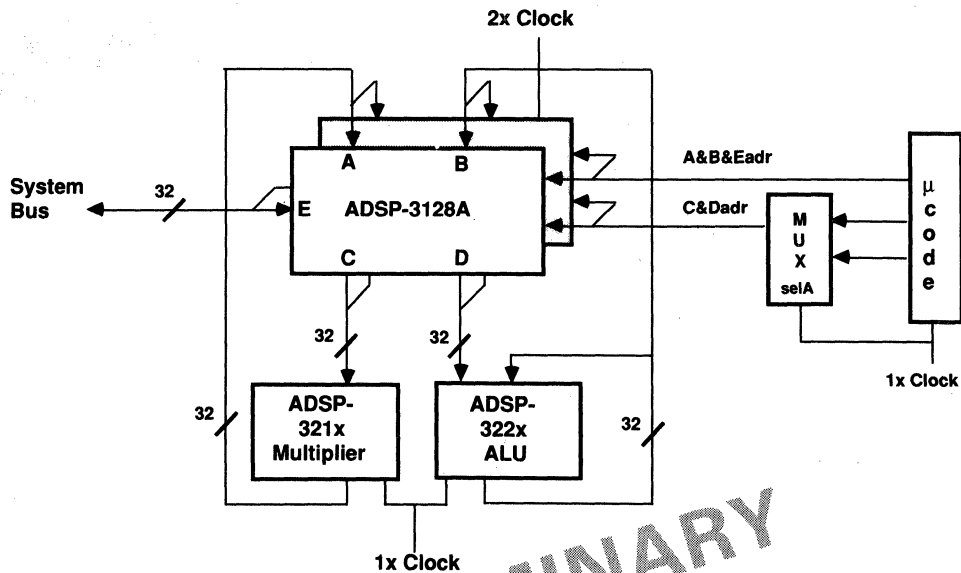 2x Clock
A
B
A&B&Eadr
System
Bus
32
E
ADSP-3128A
C&Dadr
M
U
X
selA
μ
c
o
d
e
C
D
32
32
1x Clock
32
ADSP-
321x
Multiplier
ADSP-
322x
ALU
32
1x Clock